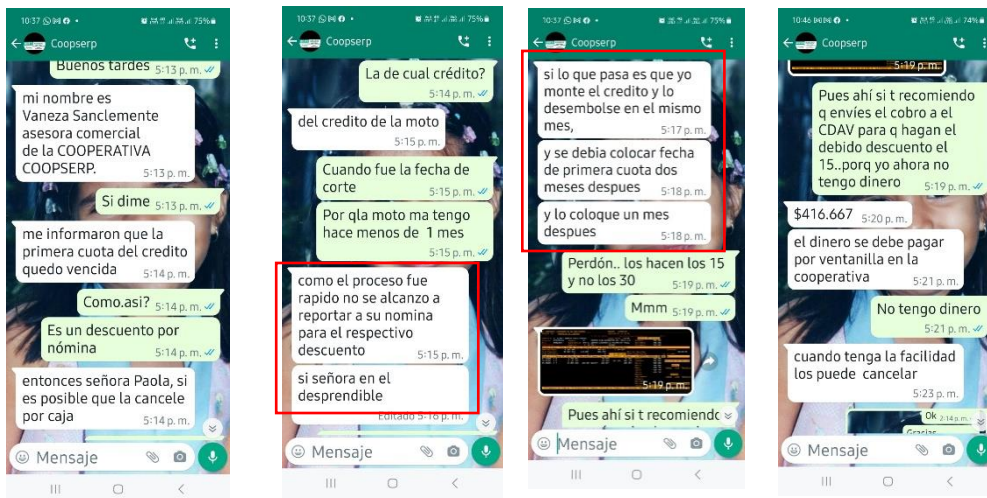 10:37
75%
Coopserp
Buenos tardes 5:13 p. m.
mi nombre es
Vaneza Sanclemente
asesora comercial
de la COOPERATIVA
COOPSERP.
5:13 p. m.
Si dime 5:13 p. m.
me informaron que la
primera cuota del credito
quedo vencida 5:14 p. m.
Como.asi? 5:14 p. m.
Es un descuento por
nómina 5:14 p. m.
entonces señora Paola, si
es posible que la cancele
por caja 5:14 p. m.
Mensaje
10:37
75%
Coopserp
La de cual crédito?
5:14 p. m.
del credito de la moto
5:15 p. m.
Cuando fue la fecha de
corte 5:15 p. m.
Por qla moto ma tengo
hace menos de 1 mes
5:15 p. m.
como el proceso fue
rapido no se alcanzo a
reportar a su nomina
para el respectivo
descuento 5:15 p. m.
si señora en el
desprendible
Editado 5:16 p. m.
Mensaje
10:37
75%
Coopserp
si lo que pasa es que yo
monte el credito y lo
desembolse en el mismo
mes, 5:17 p. m.
y se debia colocar fecha
de primera cuota dos
meses despues 5:18 p. m.
y lo coloque un mes
despues 5:18 p. m.
Perdón.. los hacen los 15
y no los 30 5:19 p. m.
Mmm 5:19 p. m.
5:19 p. m.
Pues ahí si t recomiendo
Mensaje
10:46
74%
Coopserp
5:19 p. m.
Pues ahí si t recomiendo
q envíes el cobro a el
CDAV para q hagan el
debido descuento el
15..porq yo ahora no
tengo dinero 5:19 p. m.
$416.667 5:20 p. m.
el dinero se debe pagar
por ventanilla en la
cooperativa 5:21 p. m.
No tengo dinero
5:21 p. m.
cuando tenga la facilidad
los puede cancelar
5:23 p. m.
Ok 2:14 p. m.
Gracias
Mensaje